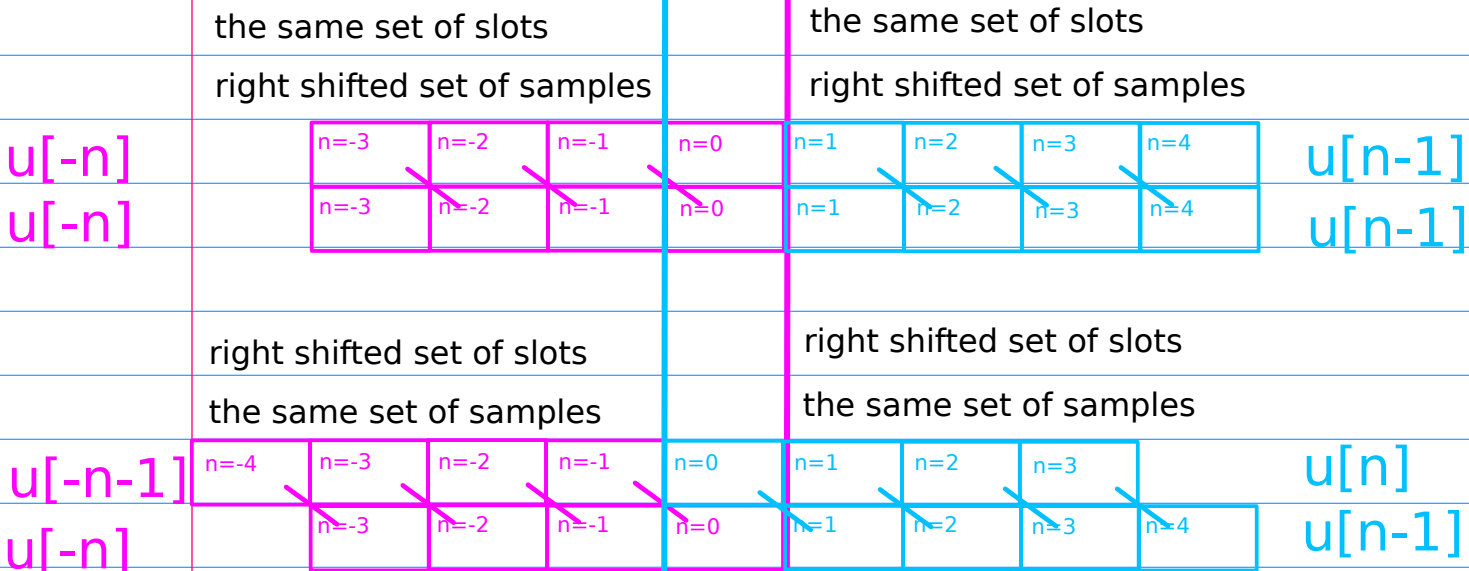 the same set of slots the same set of slots
right shifted set of samples right shifted set of samples
u[-n] n=-3 n=-2 n=-1 n=0 n=1 n=2 n=3 n=4 u[n-1]
u[-n] n=-3 n=-2 n=-1 n=0 n=1 n=2 n=3 n=4 u[n-1]
right shifted set of slots right shifted set of slots
the same set of samples the same set of samples
u[-n-1] n=-4 n=-3 n=-2 n=-1 n=0 n=1 n=2 n=3 u[n]
u[-n] n=-3 n=-2 n=-1 n=0 n=1 n=2 n=3 n=4 u[n-1]